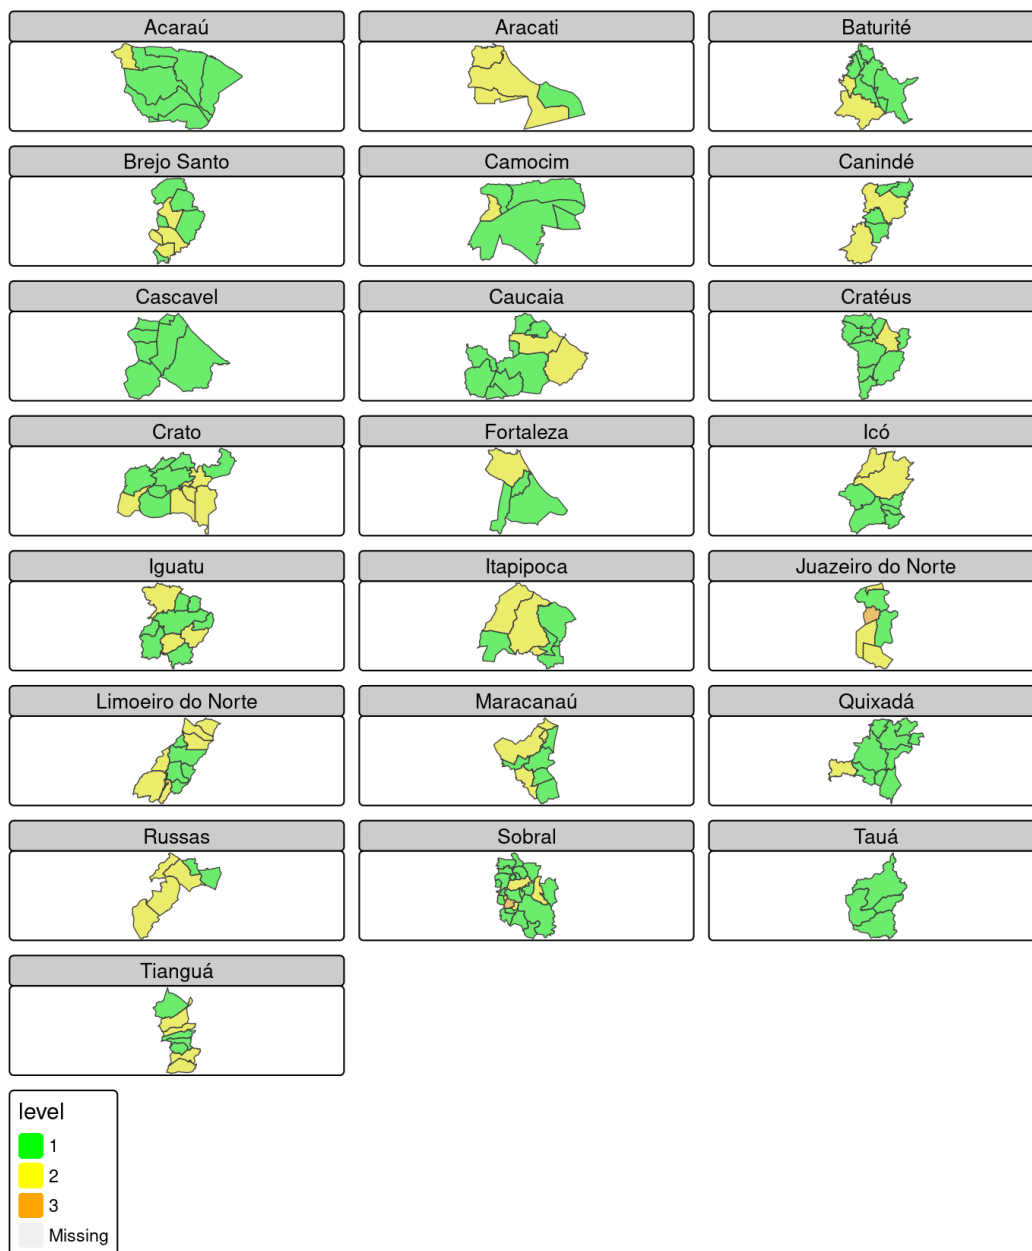 Acaraú
Aracati
Baturité
Brejo Santo
Camocim
Canindé
Cascavel
Caucaia
Cratéus
Crato
Fortaleza
Icó
Iguatu
Itapipoca
Juazeiro do Norte
Limoeiro do Norte
Maracanaú
Quixadá
Russas
Sobral
Tauá
Tianguá
level
1
2
3
Missing